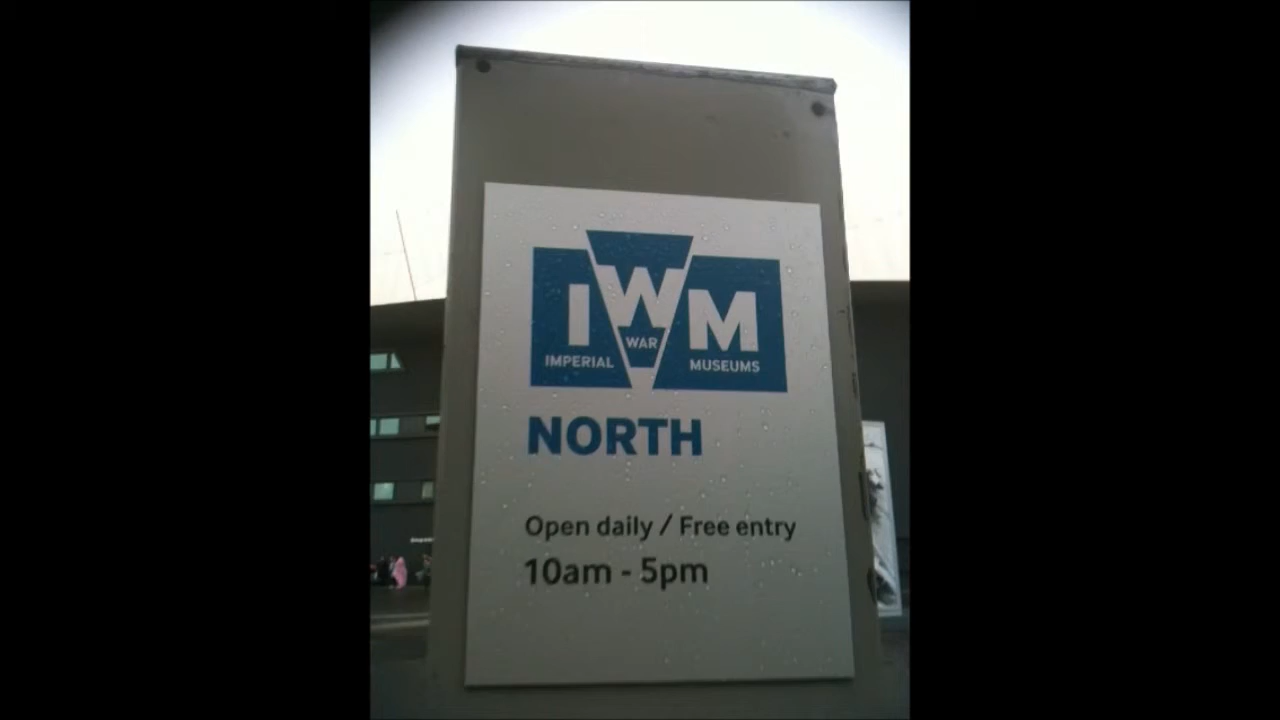 IWM
IMPERIAL WAR MUSEUMS
NORTH
Open daily / Free entry
10am - 5pm